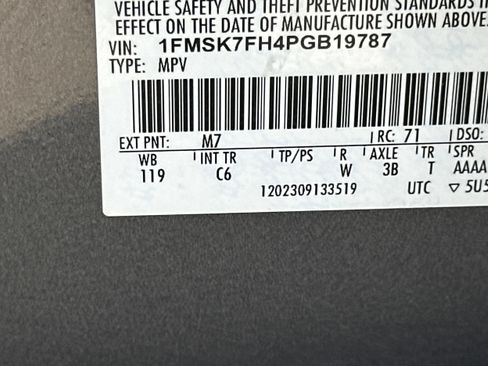 VEHICLE SAFETY AND THEFT PREVENTION STANDARDS IN
EFFECT ON THE DATE OF MANUFACTURE SHOWN ABOVE.
VIN: 1FMSK7FH4PGB19787
TYPE: MPV
EXT PNT: M7 RC: 71 DSO:
WB INT TR TP/PS R AXLE TR SPR
119 C6 W 3B T AAAA
1202309133519 UTC ▽ 5U5